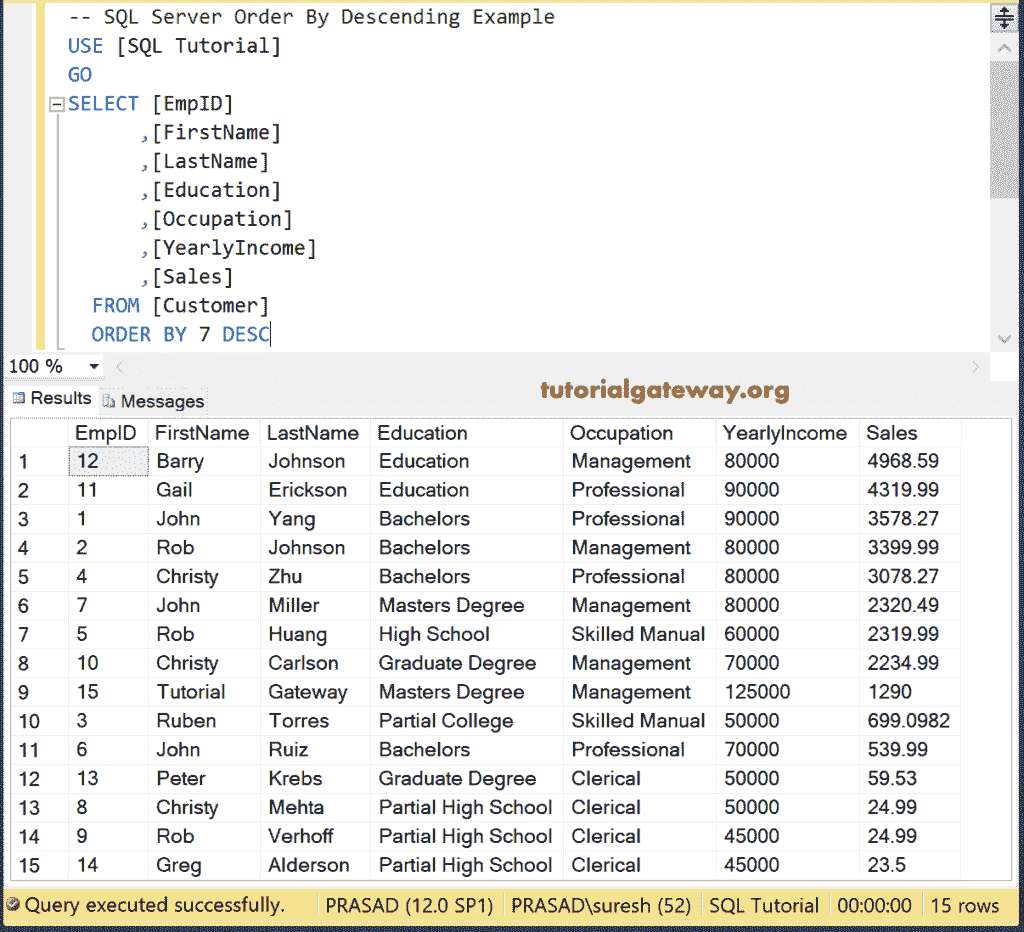 -- SQL Server Order By Descending Example
USE [SQL Tutorial]
GO
SELECT [EmpID]
,[FirstName]
,[LastName]
,[Education]
,[Occupation]
,[YearlyIncome]
,[Sales]
FROM [Customer]
ORDER BY 7 DESC
100 %
Results Messages
tutorialgateway.org
EmpID FirstName LastName Education Occupation YearlyIncome Sales
1 12 Barry Johnson Education Management 80000 4968.59
2 11 Gail Erickson Education Professional 90000 4319.99
3 1 John Yang Bachelors Professional 90000 3578.27
4 2 Rob Johnson Bachelors Management 80000 3399.99
5 4 Christy Zhu Bachelors Professional 80000 3078.27
6 7 John Miller Masters Degree Management 80000 2320.49
7 5 Rob Huang High School Skilled Manual 60000 2319.99
8 10 Christy Carlson Graduate Degree Management 70000 2234.99
9 15 Tutorial Gateway Masters Degree Management 125000 1290
10 3 Ruben Torres Partial College Skilled Manual 50000 699.0982
11 6 John Ruiz Bachelors Professional 70000 539.99
12 13 Peter Krebs Graduate Degree Clerical 50000 59.53
13 8 Christy Mehta Partial High School Clerical 50000 24.99
14 9 Rob Verhoff Partial High School Clerical 45000 24.99
15 14 Greg Alderson Partial High School Clerical 45000 23.5
Query executed successfully. PRASAD (12.0 SP1) PRASAD\suresh (52) SQL Tutorial 00:00:00 15 rows